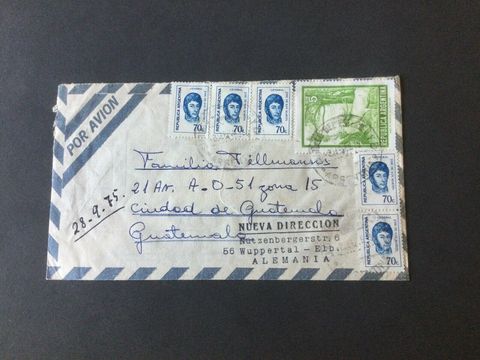 POR AVION
REPUBLICA ARGENTINA
70c
REPUBLICA ARGENTINA
70c
REPUBLICA ARGENTINA
70c
REPUBLICA ARGENTINA
REPUBLICA ARGENTINA
70c
REPUBLICA ARGENTINA
70c
Familia Tillmanns
21 Av. A-0-51 zona 15
Ciudad de Guatemala
Guatemala
28-9.75.
NUEVA DIRECCION
Nutzenbergerstr. 6
56 Wuppertal - Elb.
ALEMANIA